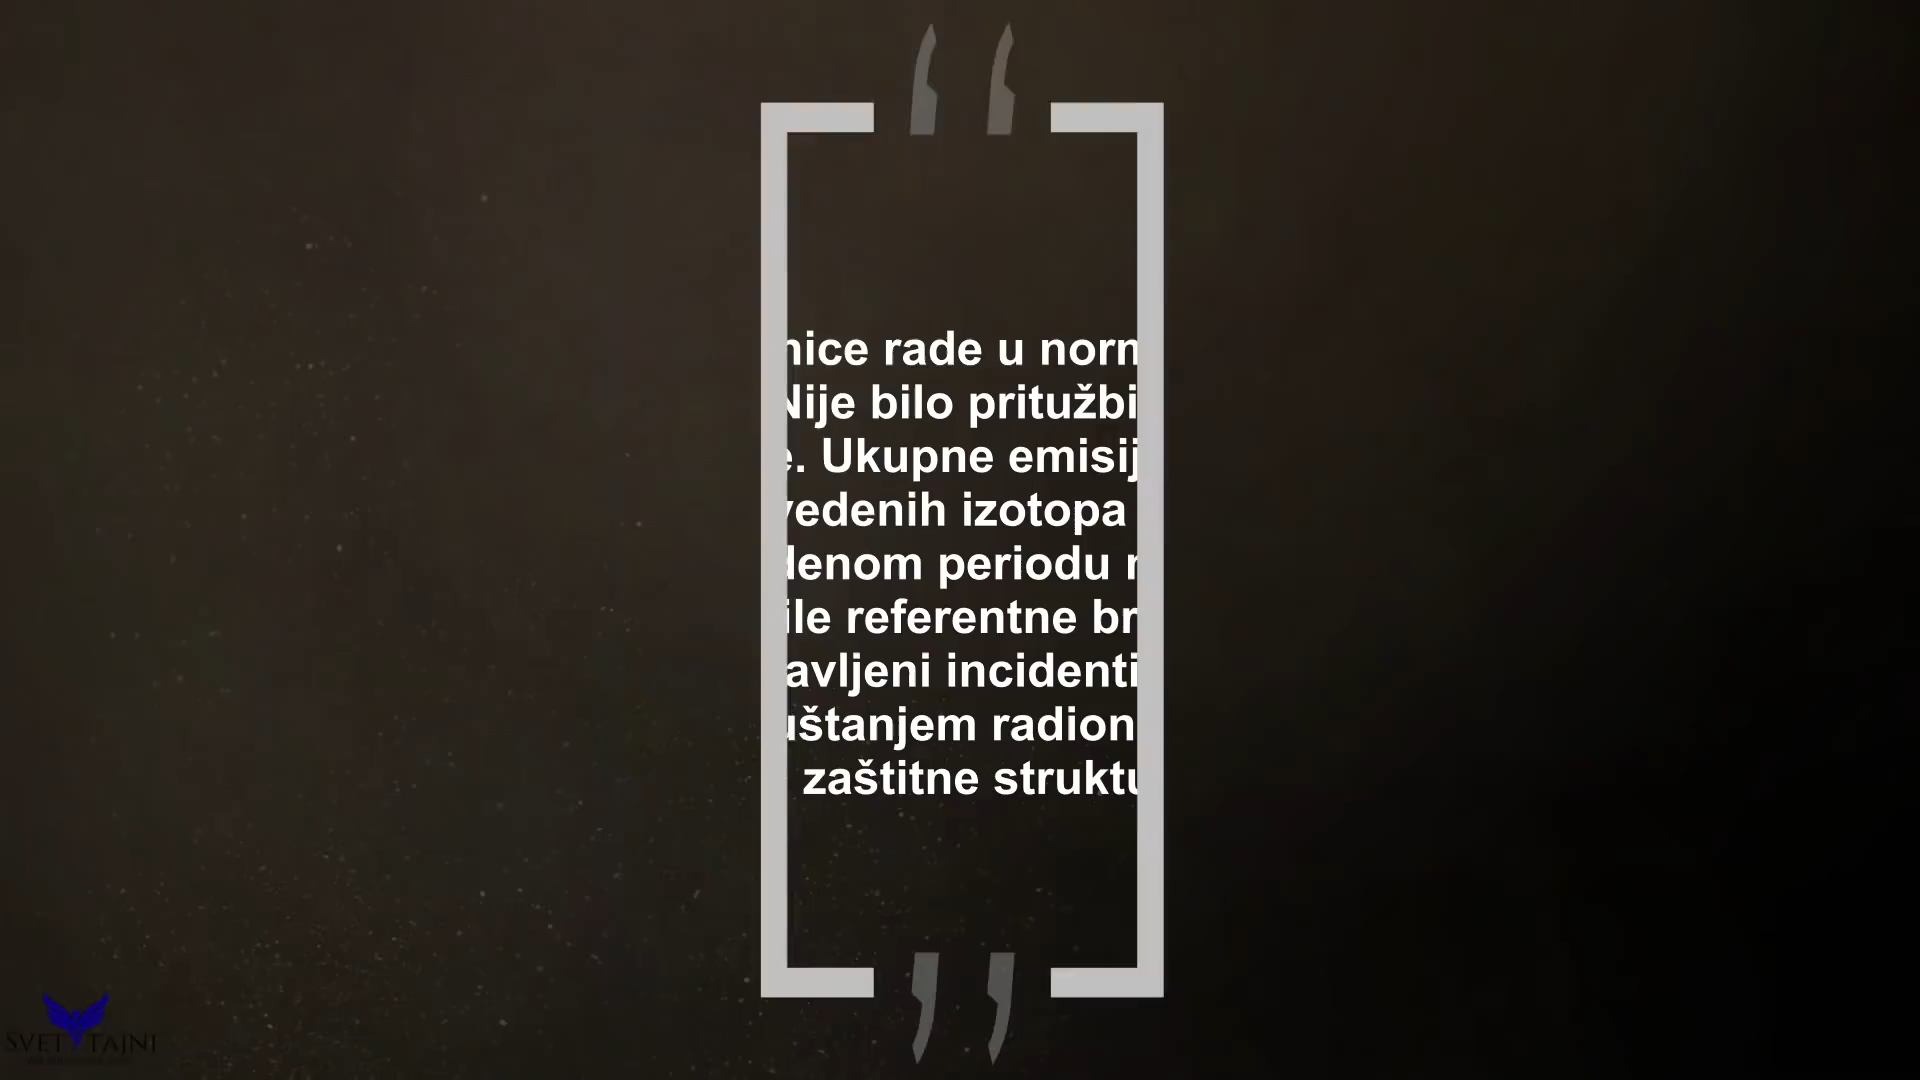 nice rade u norm
Nije bilo pritužbi
e. Ukupne emisij
vedenih izotopa
denom periodu n
ile referentne br
avljeni incidenti
uštanjem radion
zaštitne struktu
SVET TAJNI